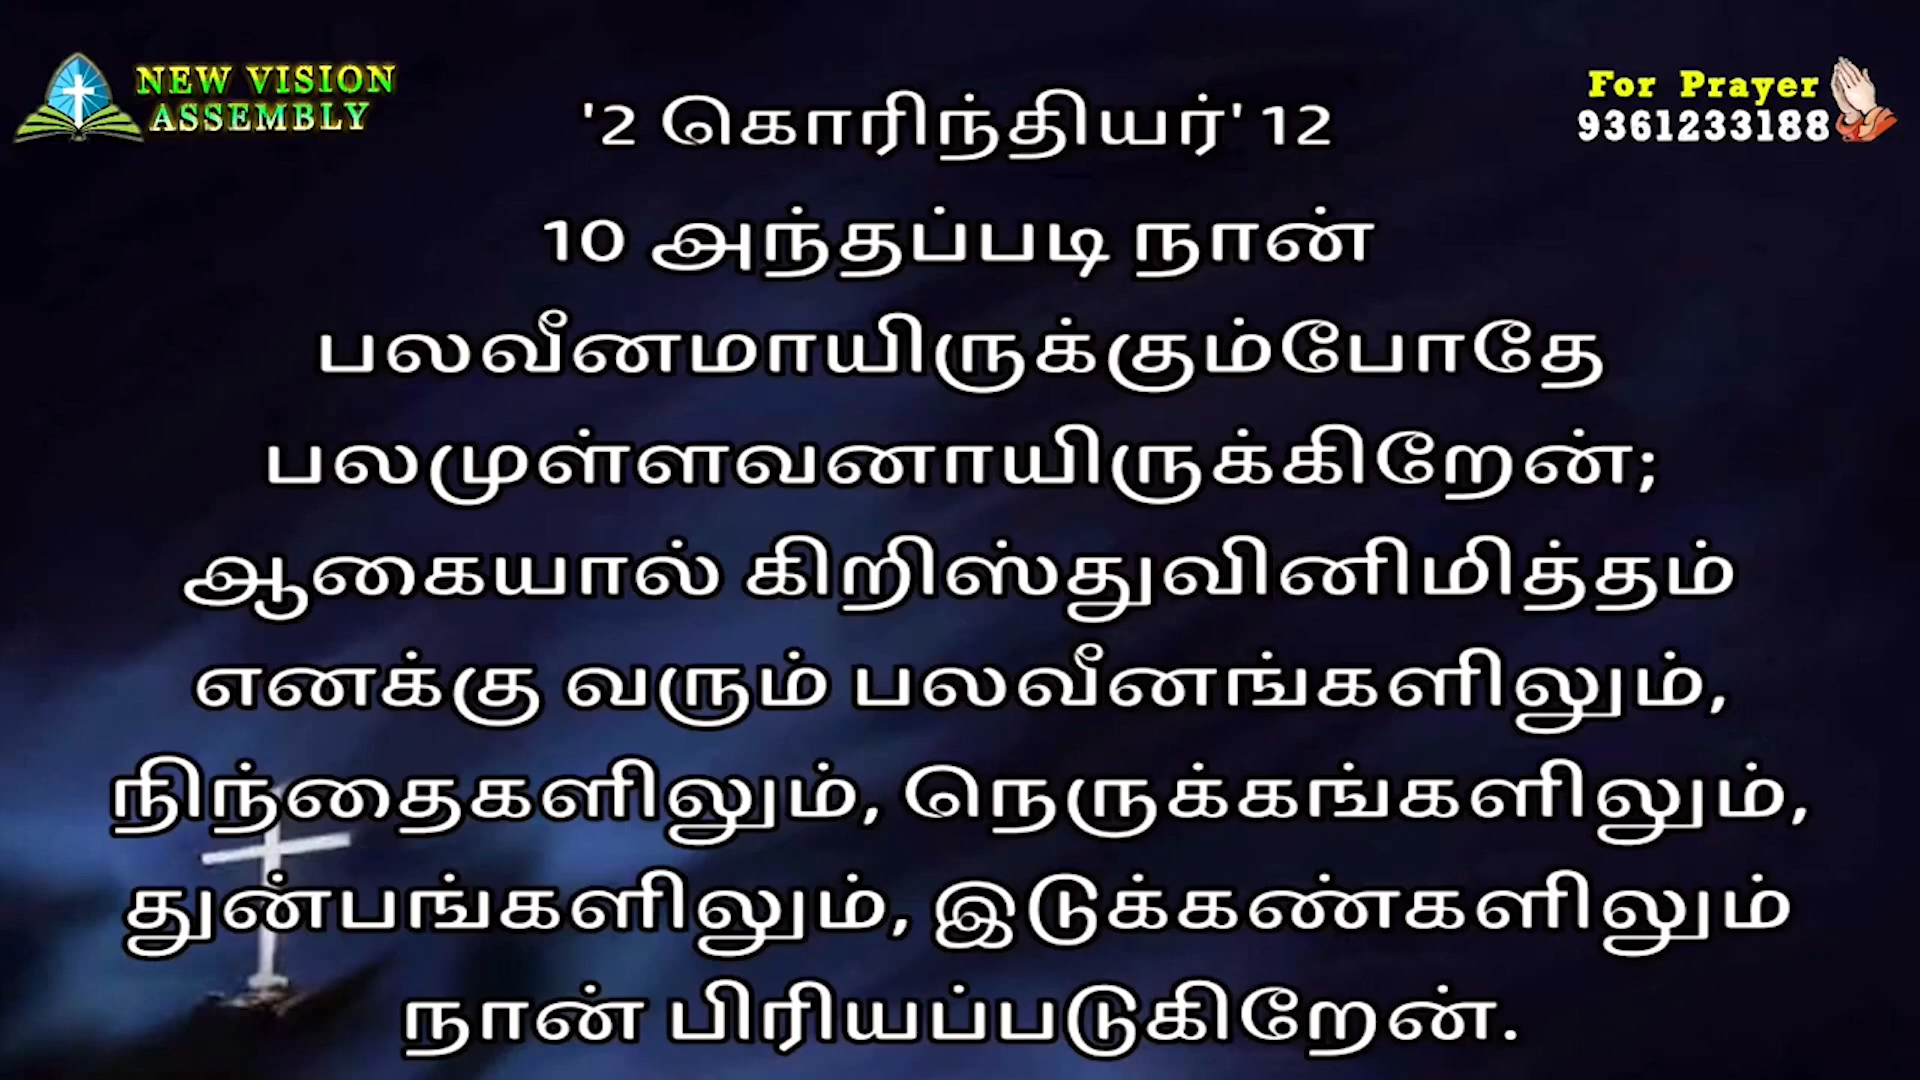 NEW VISION
ASSEMBLY
For Prayer
9361233188
'2 கொரிந்தியர்' 12
10 அந்தப்படி நான்
பலவீனமாயிருக்கும்போதே
பலமுள்ளவனாயிருக்கிறேன்;
ஆகையால் கிறிஸ்துவினிமித்தம்
எனக்கு வரும் பலவீனங்களிலும்,
நிந்தைகளிலும், நெருக்கங்களிலும்,
துன்பங்களிலும், இடுக்கண்களிலும்
நான் பிரியப்படுகிறேன்.